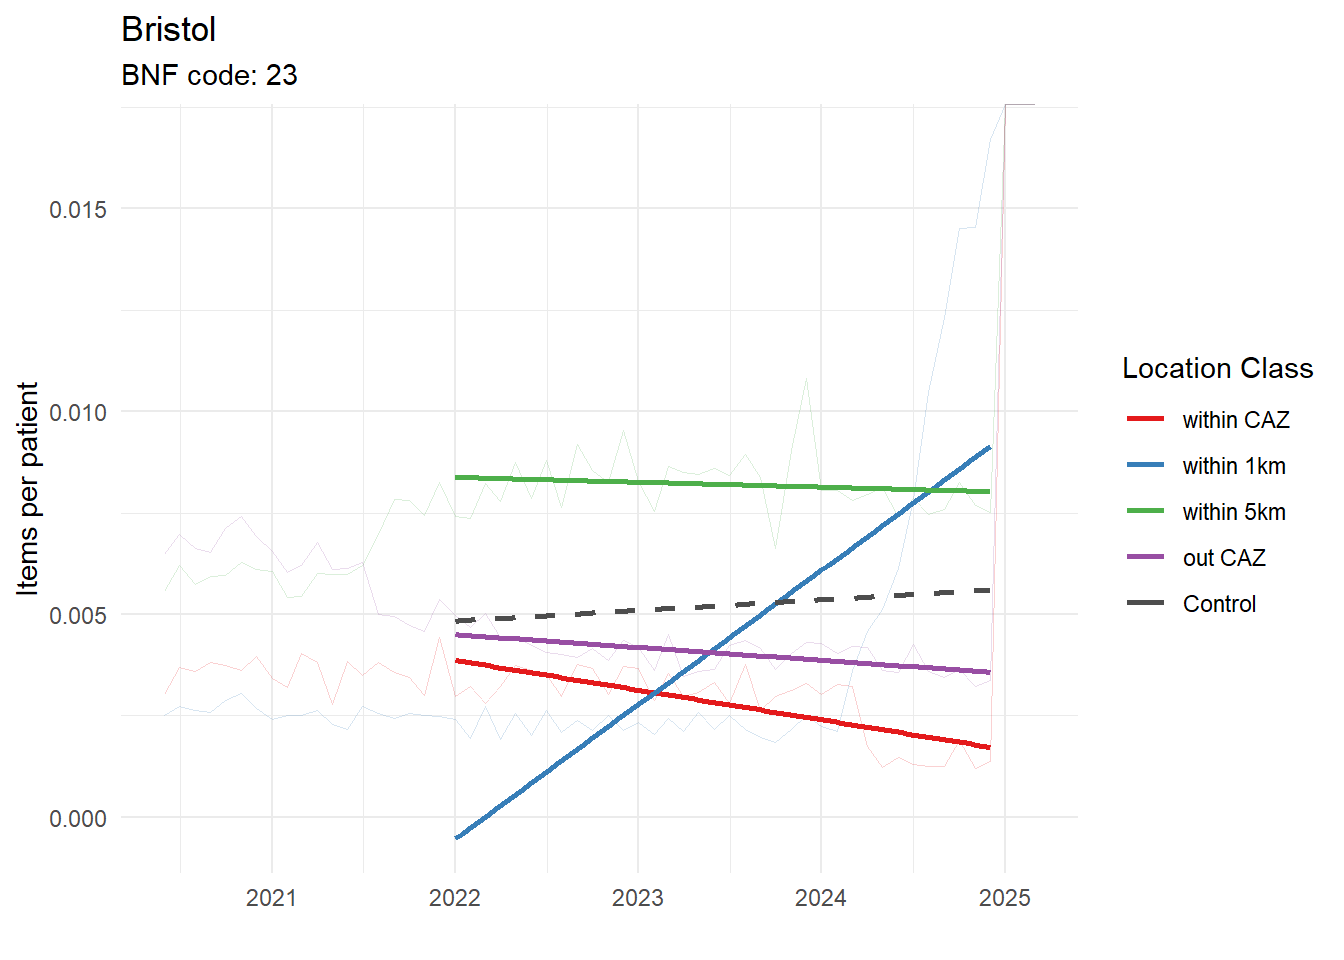 Bristol
BNF code: 23
Items per patient
0.015
0.010
0.005
0.000
2021 2022 2023 2024 2025
Location Class
within CAZ
within 1km
within 5km
out CAZ
Control